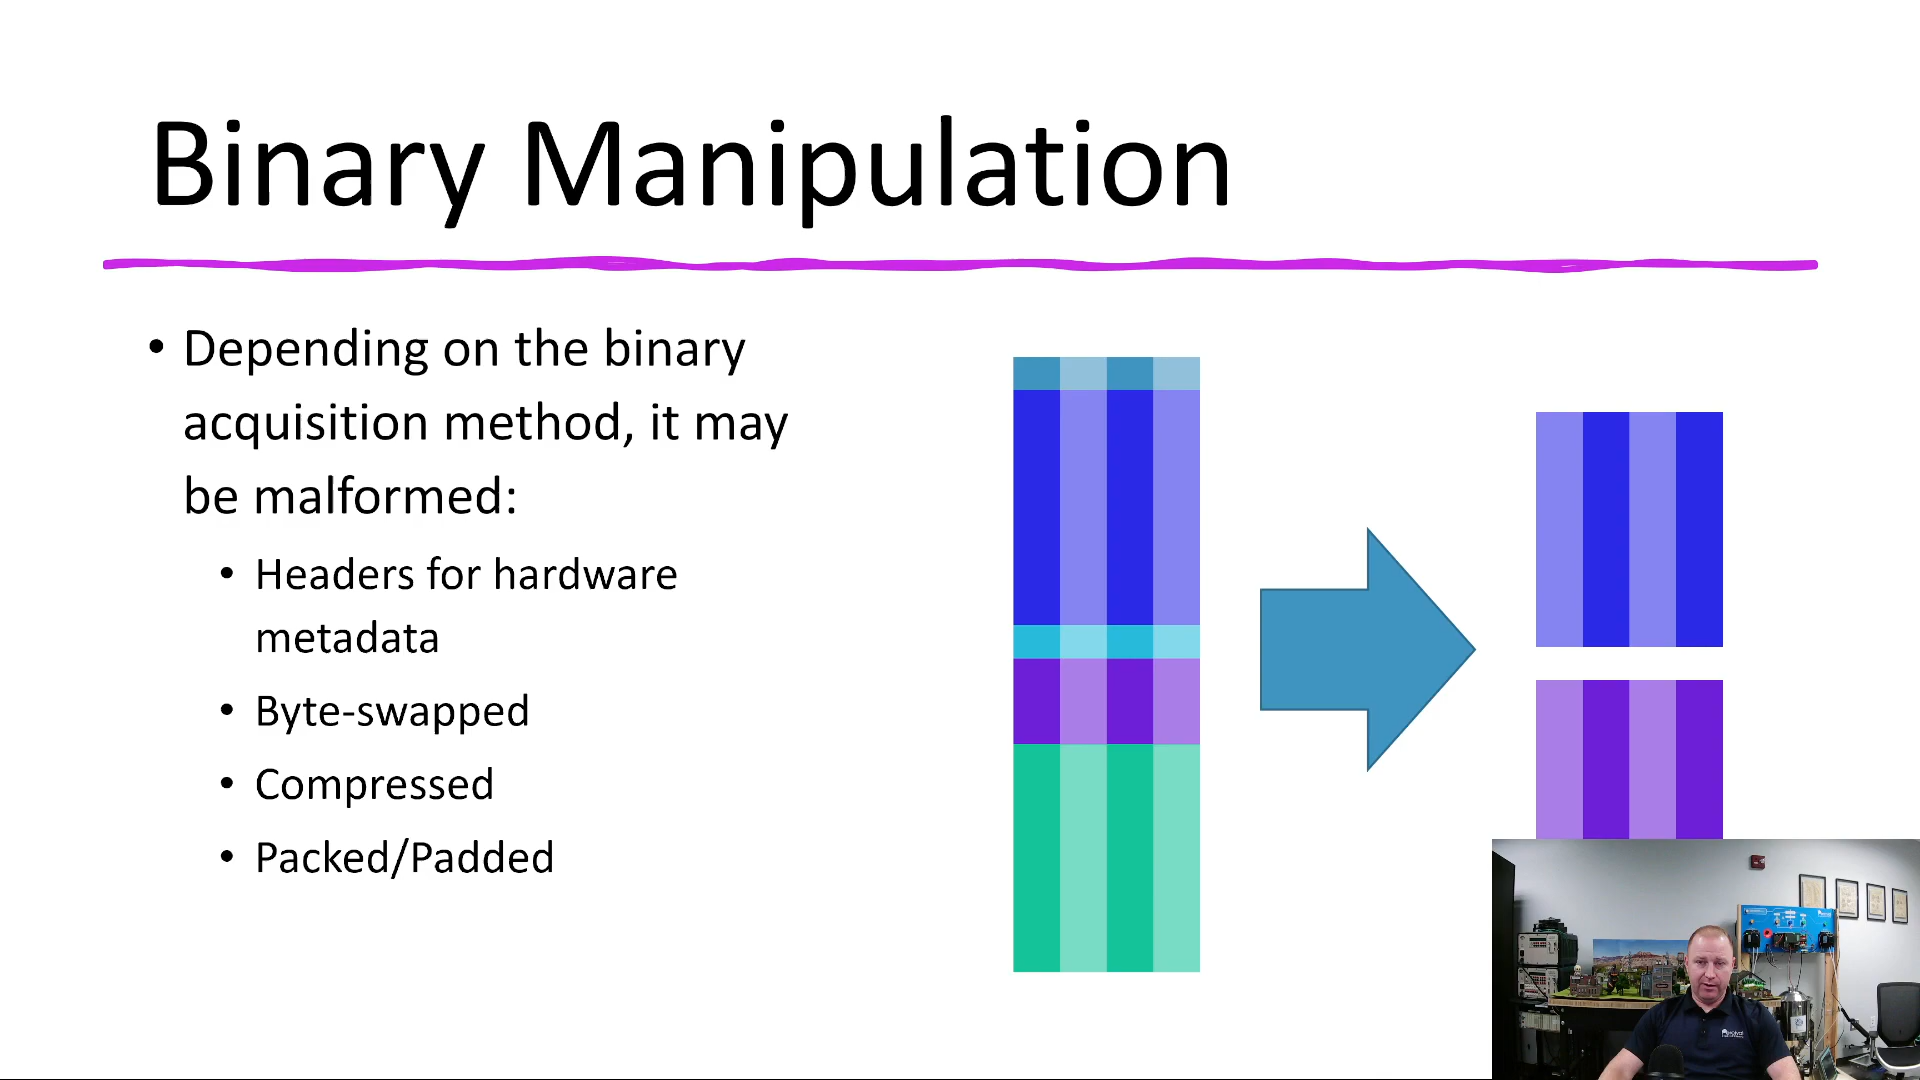 Binary Manipulation
• Depending on the binary
acquisition method, it may
be malformed:
• Headers for hardware
metadata
• Byte-swapped
• Compressed
• Packed/Padded